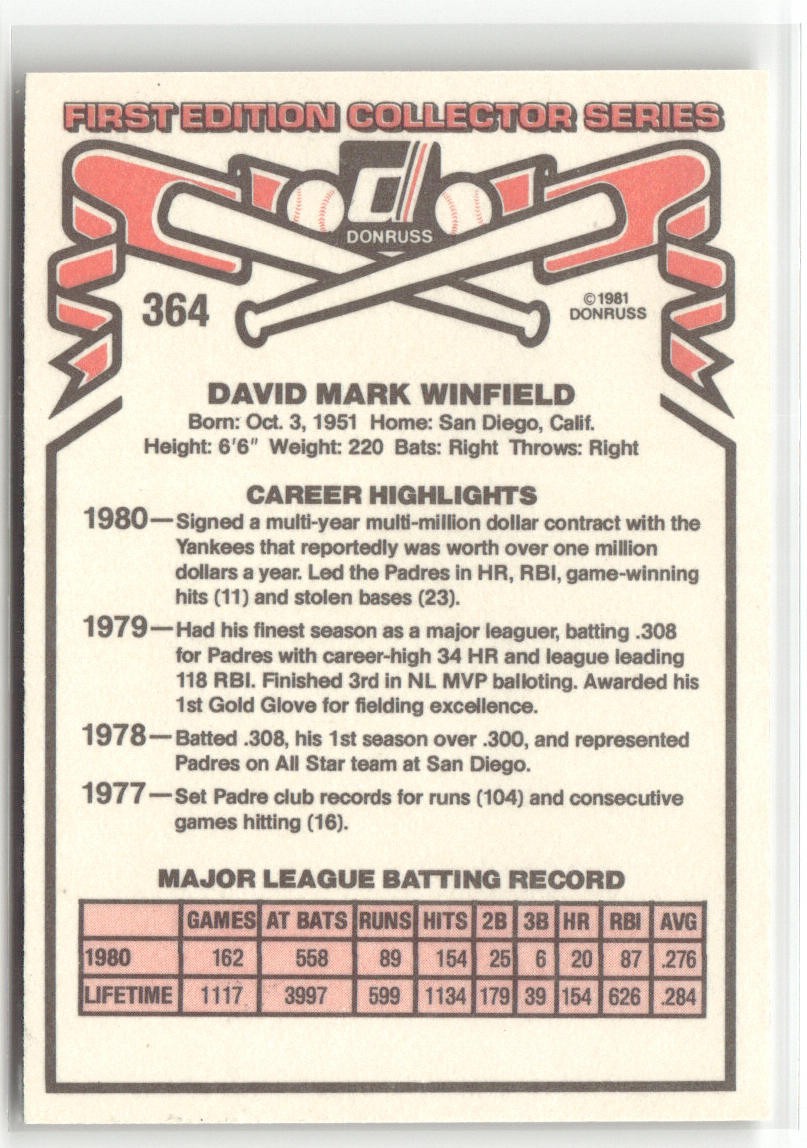 FIRST EDITION COLLECTOR SERIES
d
DONRUSS
364
©1981
DONRUSS
DAVID MARK WINFIELD
Born: Oct. 3, 1951 Home: San Diego, Calif.
Height: 6'6" Weight: 220 Bats: Right Throws: Right
CAREER HIGHLIGHTS
1980—Signed a multi-year multi-million dollar contract with the
Yankees that reportedly was worth over one million
dollars a year. Led the Padres in HR, RBI, game-winning
hits (11) and stolen bases (23).
1979—Had his finest season as a major leaguer, batting .308
for Padres with career-high 34 HR and league leading
118 RBI. Finished 3rd in NL MVP balloting. Awarded his
1st Gold Glove for fielding excellence.
1978—Batted .308, his 1st season over .300, and represented
Padres on All Star team at San Diego.
1977—Set Padre club records for runs (104) and consecutive
games hitting (16).
MAJOR LEAGUE BATTING RECORD
GAMES AT BATS RUNS HITS 2B 3B HR RBI AVG
1980 162 558 89 154 25 6 20 87 .276
LIFETIME 1117 3997 599 1134 179 39 154 626 .284